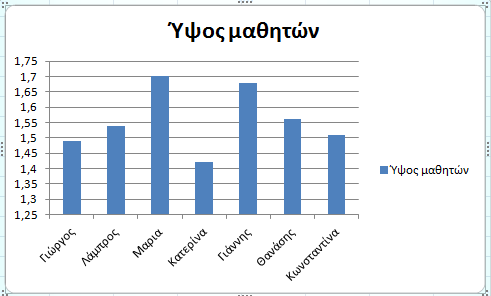 Ύψος μαθητών
1,75
1,7
1,65
1,6
1,55
1,5
1,45
1,4
1,35
1,3
1,25
Γιώργος
Λάμπρος
Μαρια
Κατερίνα
Γιάννης
Θανάσης
Κωνσταντίνα
Ύψος μαθητών